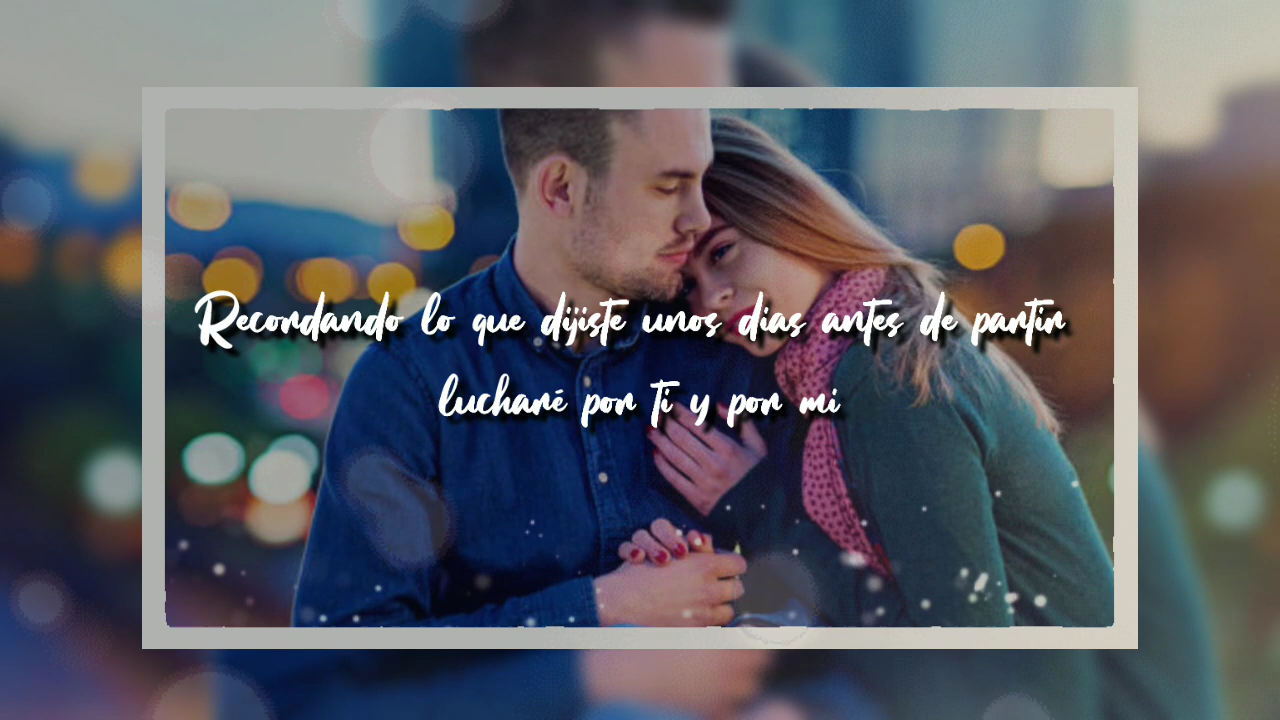 Recordando lo que dijiste unos dias antes de partir
lucharé por ti y por mi